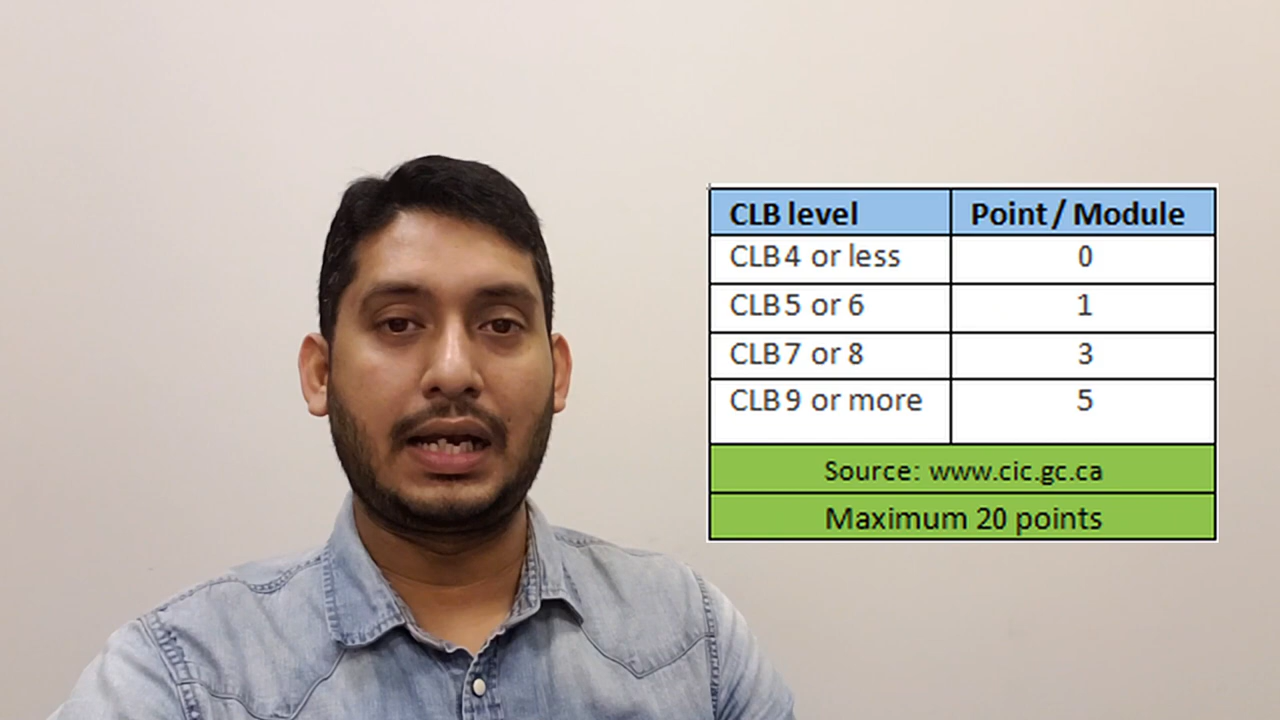 CLB level Point / Module
CLB 4 or less 0
CLB 5 or 6 1
CLB 7 or 8 3
CLB 9 or more 5
Source: www.cic.gc.ca
Maximum 20 points